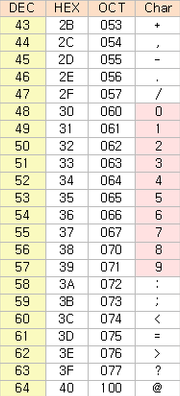 DEC HEX OCT Char
43 2B 053 +
44 2C 054 ,
45 2D 055 -
46 2E 056 .
47 2F 057 /
48 30 060 0
49 31 061 1
50 32 062 2
51 33 063 3
52 34 064 4
53 35 065 5
54 36 066 6
55 37 067 7
56 38 070 8
57 39 071 9
58 3A 072 :
59 3B 073 ;
60 3C 074 <
61 3D 075 =
62 3E 076 >
63 3F 077 ?
64 40 100 @